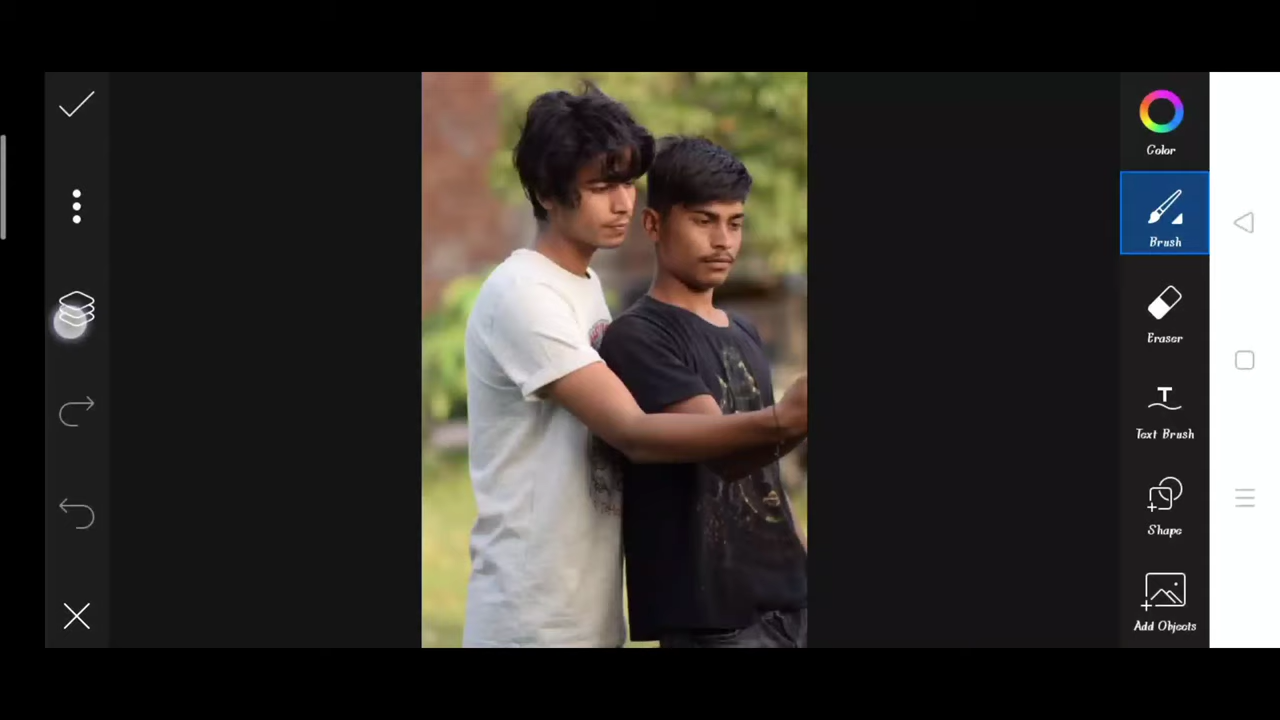 Color
Brush
Eraser
Text Brush
Shape
Add Objects